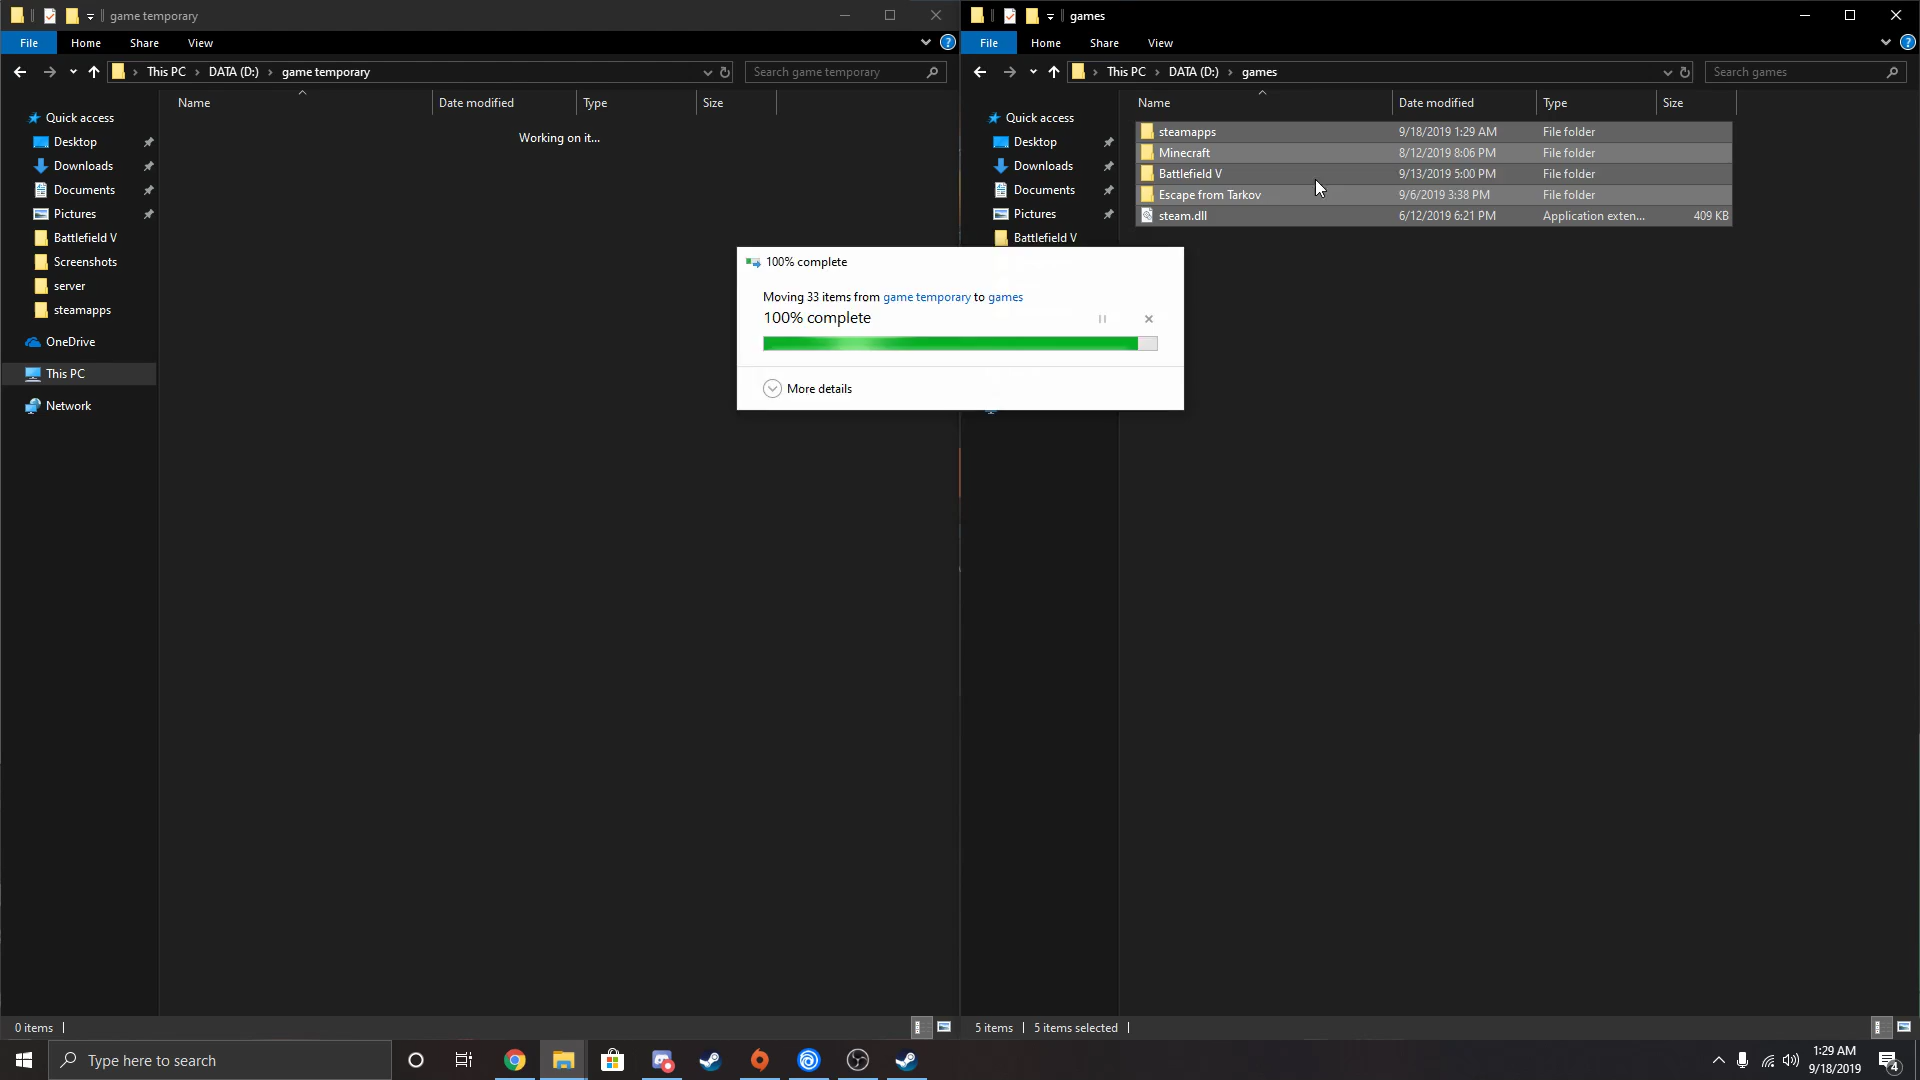 game temporary
File Home Share View
This PC DATA (D:) game temporary
Search game temporary
Name Date modified Type Size
Working on it...
Quick access
Desktop
Downloads
Documents
Pictures
Battlefield V
Screenshots
server
steamapps
OneDrive
This PC
Network
0 items
games
File Home Share View
This PC DATA (D:) games
Search games
Name Date modified Type Size
Quick access
Desktop
Downloads
Documents
Pictures
Battlefield V
steamapps 9/18/2019 1:29 AM File folder
Minecraft 8/12/2019 8:06 PM File folder
Battlefield V 9/13/2019 5:00 PM File folder
Escape from Tarkov 9/6/2019 3:38 PM File folder
steam.dll 6/12/2019 6:21 PM Application exten... 409 KB
5 items 5 items selected
100% complete
Moving 33 items from game temporary to games
100% complete
More details
Type here to search
1:29 AM
9/18/2019
4